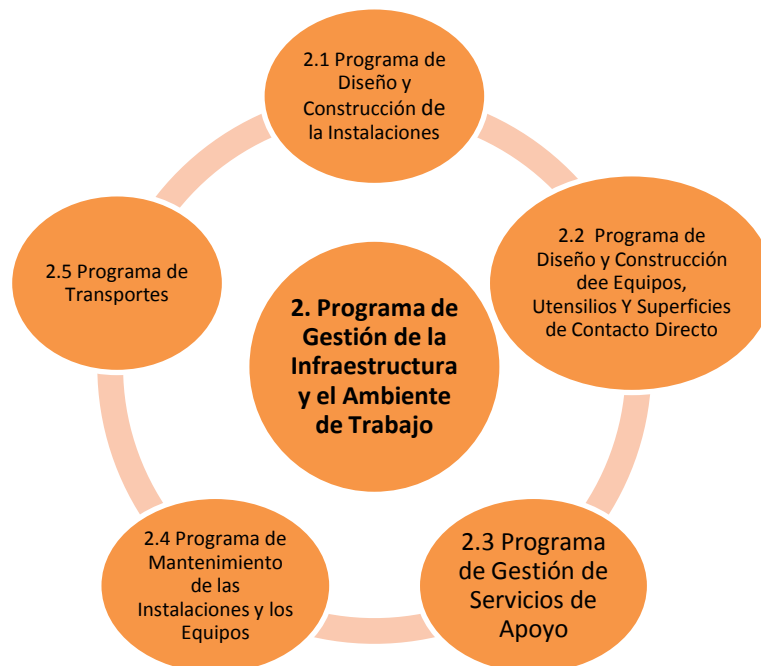 2.1 Programa de
Diseño y
Construcción de
la Instalaciones
2.2 Programa de
Diseño y Construcción
dee Equipos,
Utensilios Y Superficies
de Contacto Directo
2.5 Programa de
Transportes
2. Programa de
Gestión de la
Infraestructura
y el Ambiente
de Trabajo
2.4 Programa de
Mantenimiento
de las
Instalaciones y los
Equipos
2.3 Programa
de Gestión de
Servicios de
Apoyo